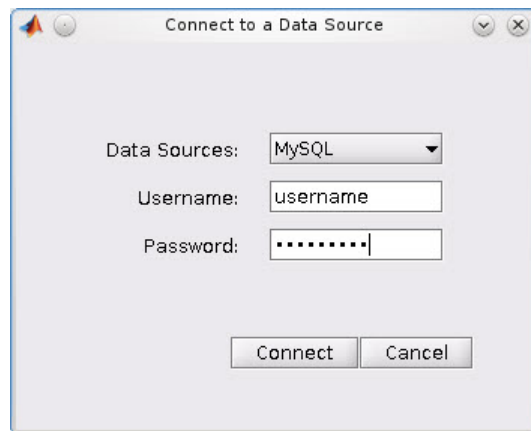 Connect to a Data Source
Data Sources: MySQL
Username: username
Password: •••••••••
Connect Cancel